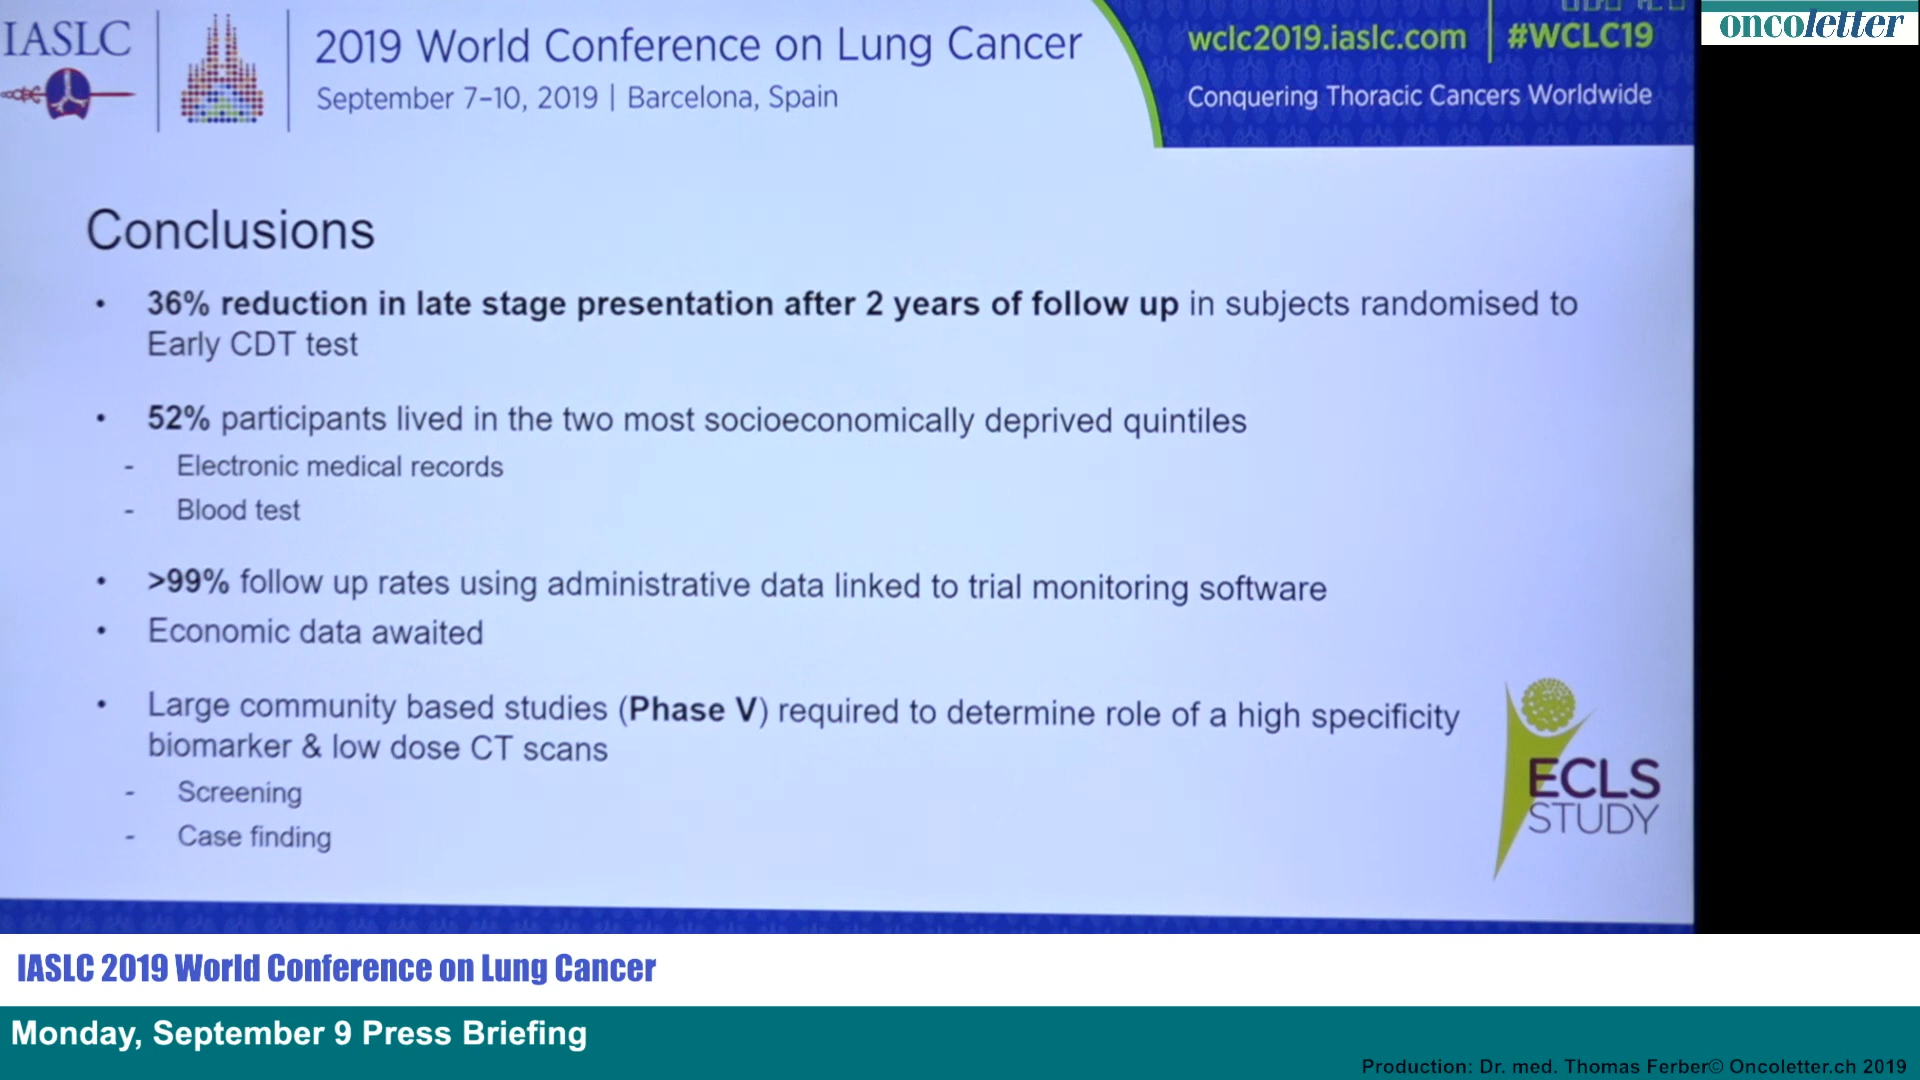 IASLC
2019 World Conference on Lung Cancer
September 7-10, 2019 | Barcelona, Spain
wclc2019.iaslc.com | #WCLC19
Conquering Thoracic Cancers Worldwide
oncoletter
Conclusions
• 36% reduction in late stage presentation after 2 years of follow up in subjects randomised to
Early CDT test
• 52% participants lived in the two most socioeconomically deprived quintiles
- Electronic medical records
- Blood test
• >99% follow up rates using administrative data linked to trial monitoring software
• Economic data awaited
• Large community based studies (Phase V) required to determine role of a high specificity
biomarker & low dose CT scans
- Screening
- Case finding
ECLS
STUDY
IASLC 2019 World Conference on Lung Cancer
Monday, September 9 Press Briefing
Production: Dr. med. Thomas Ferber© Oncoletter.ch 2019